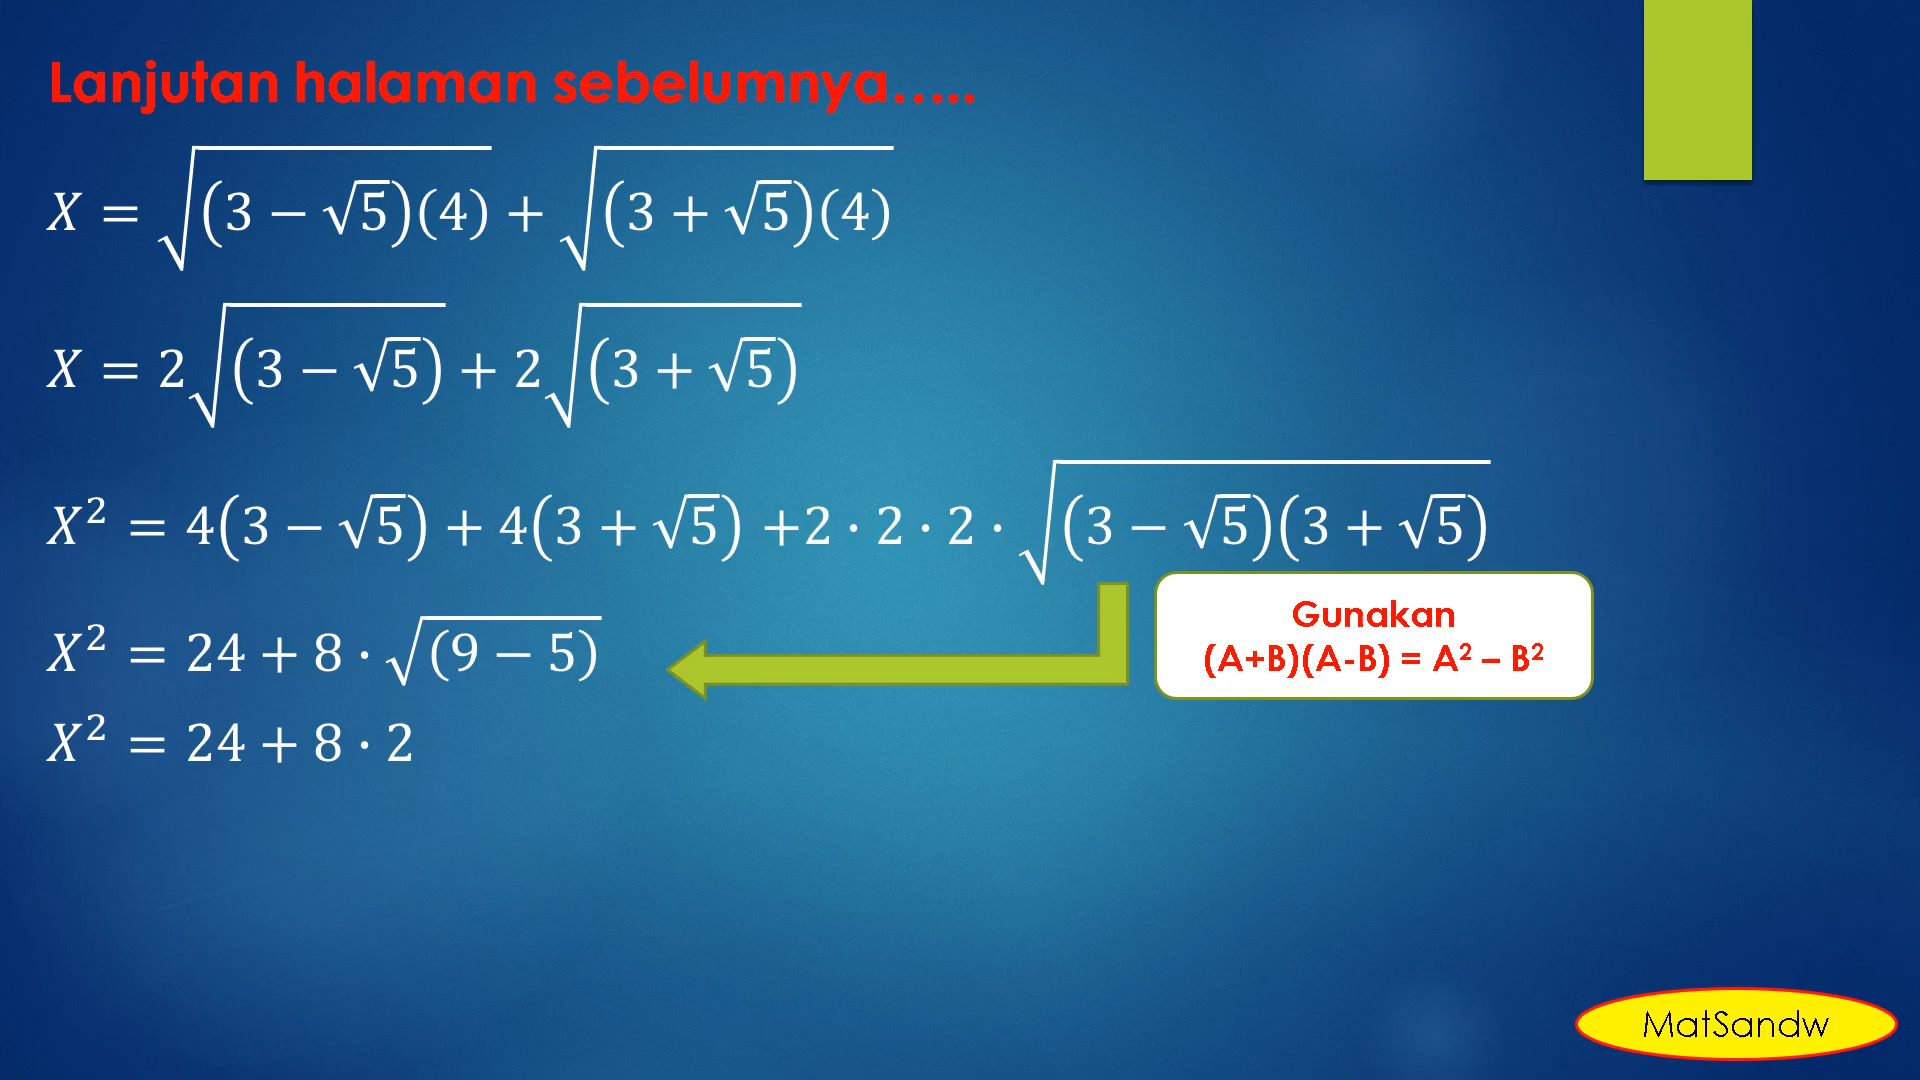 Lanjutan halaman sebelumnya…..
𝑋 = √((3 − √5)(4)) + √((3 + √5)(4))
𝑋 = 2√((3 − √5)) + 2√((3 + √5))
𝑋² = 4(3 − √5) + 4(3 + √5) +2 ⋅ 2 ⋅ 2 ⋅ √((3 − √5)(3 + √5))
Gunakan
(A+B)(A-B) = A² – B²
𝑋² = 24 + 8 ⋅ √((9 − 5))
𝑋² = 24 + 8 ⋅ 2
MatSandw